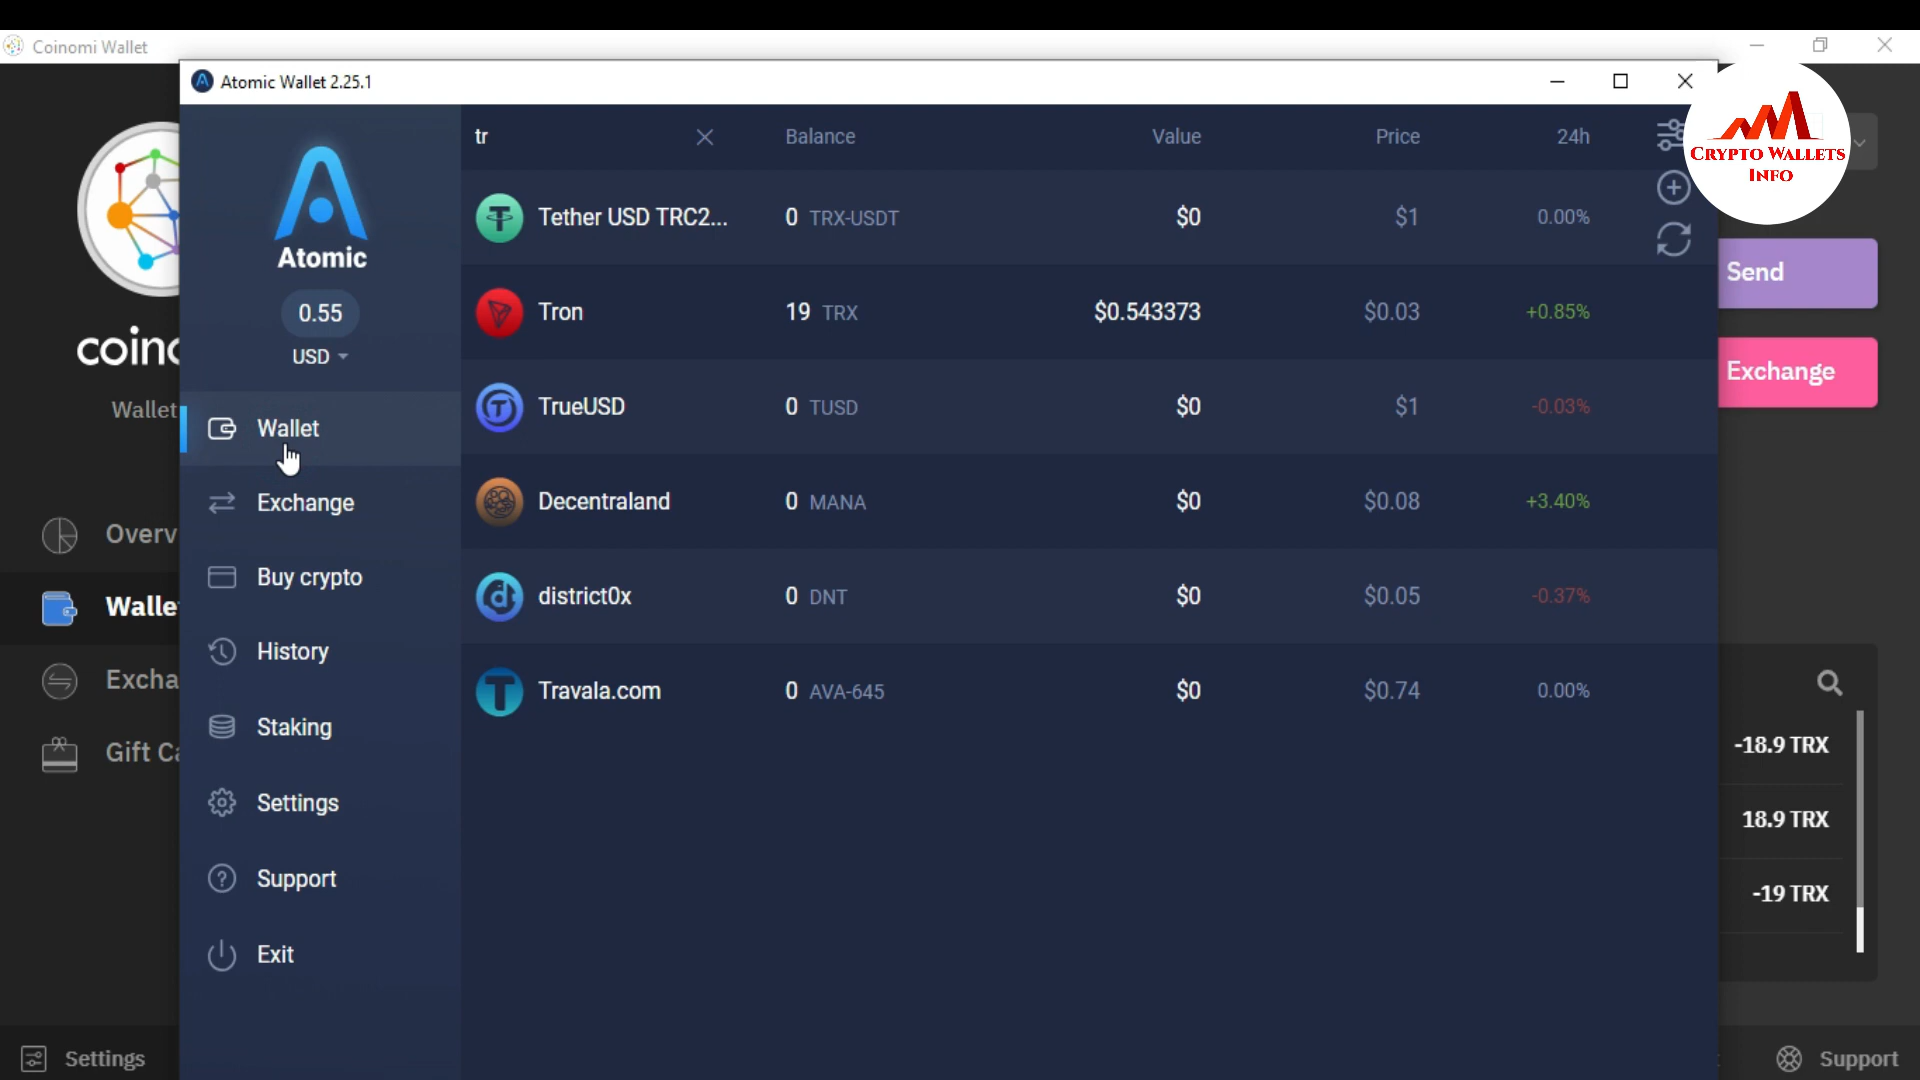 Coinomi Wallet
Atomic Wallet 2.25.1
CRYPTO WALLETS
INFO
Atomic
0.55
USD
Wallet
Exchange
Buy crypto
History
Staking
Settings
Support
Exit
tr Balance Value Price 24h
Tether USD TRC2... 0 TRX-USDT $0 $1 0.00%
Tron 19 TRX $0.543373 $0.03 +0.85%
TrueUSD 0 TUSD $0 $1 -0.03%
Decentraland 0 MANA $0 $0.08 +3.40%
district0x 0 DNT $0 $0.05 -0.37%
Travala.com 0 AVA-645 $0 $0.74 0.00%
coino
Wallet
Overv
Walle
Excha
Gift Ca
Settings
Send
Exchange
-18.9 TRX
18.9 TRX
-19 TRX
Support